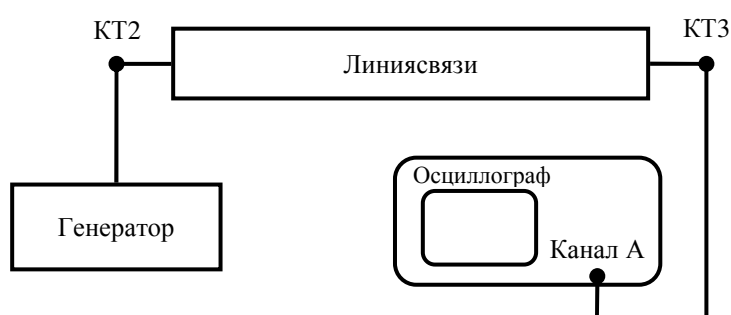 КТ2
КТ3
Линиясвязи
Осциллограф
Генератор
Канал А